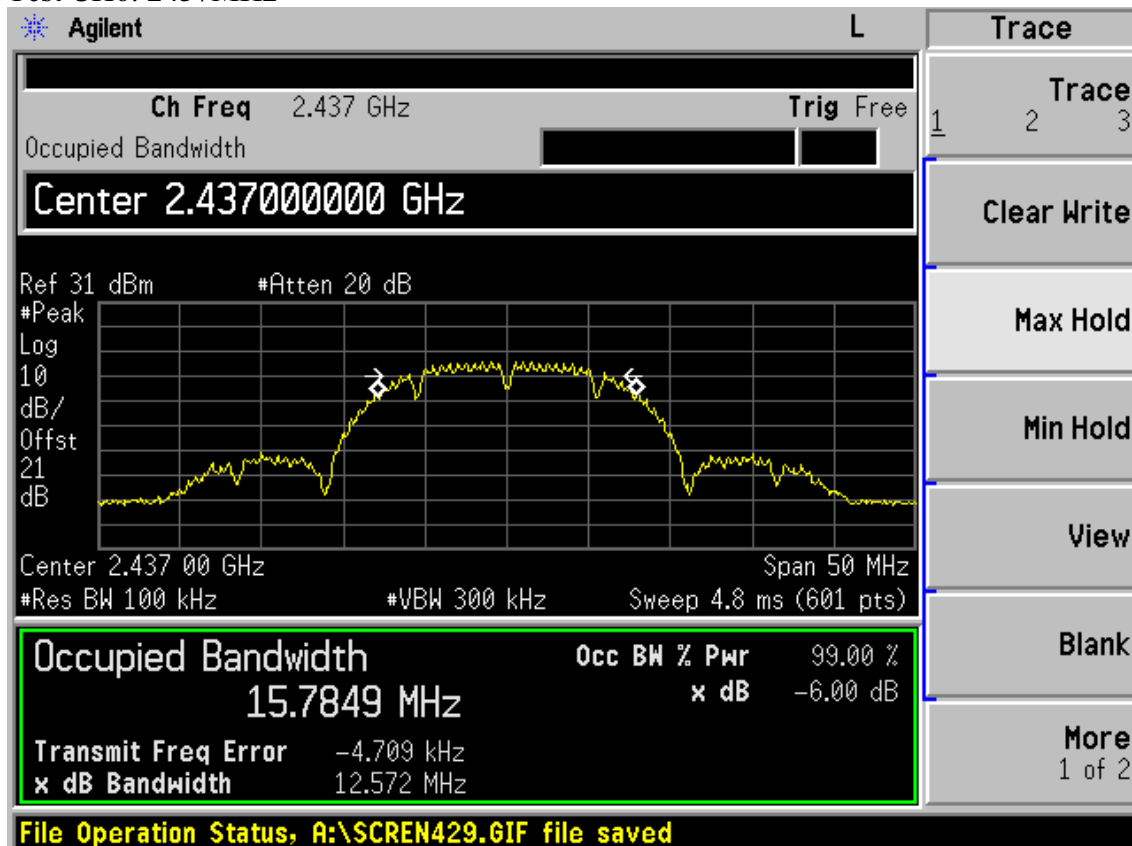 Agilent L Trace
Ch Freq 2.437 GHz Trig Free
Occupied Bandwidth
Center 2.437000000 GHz
Ref 31 dBm #Atten 20 dB
#Peak
Log
10
dB/
Offst
21
dB
Center 2.437 00 GHz Span 50 MHz
#Res BW 100 kHz #VBW 300 kHz Sweep 4.8 ms (601 pts)
Occupied Bandwidth Occ BW % Pwr 99.00 %
15.7849 MHz x dB -6.00 dB
Transmit Freq Error -4.709 kHz
x dB Bandwidth 12.572 MHz
File Operation Status, A:\SCREN429.GIF file saved
Trace
1 2 3
Clear Write
Max Hold
Min Hold
View
Blank
More
1 of 2